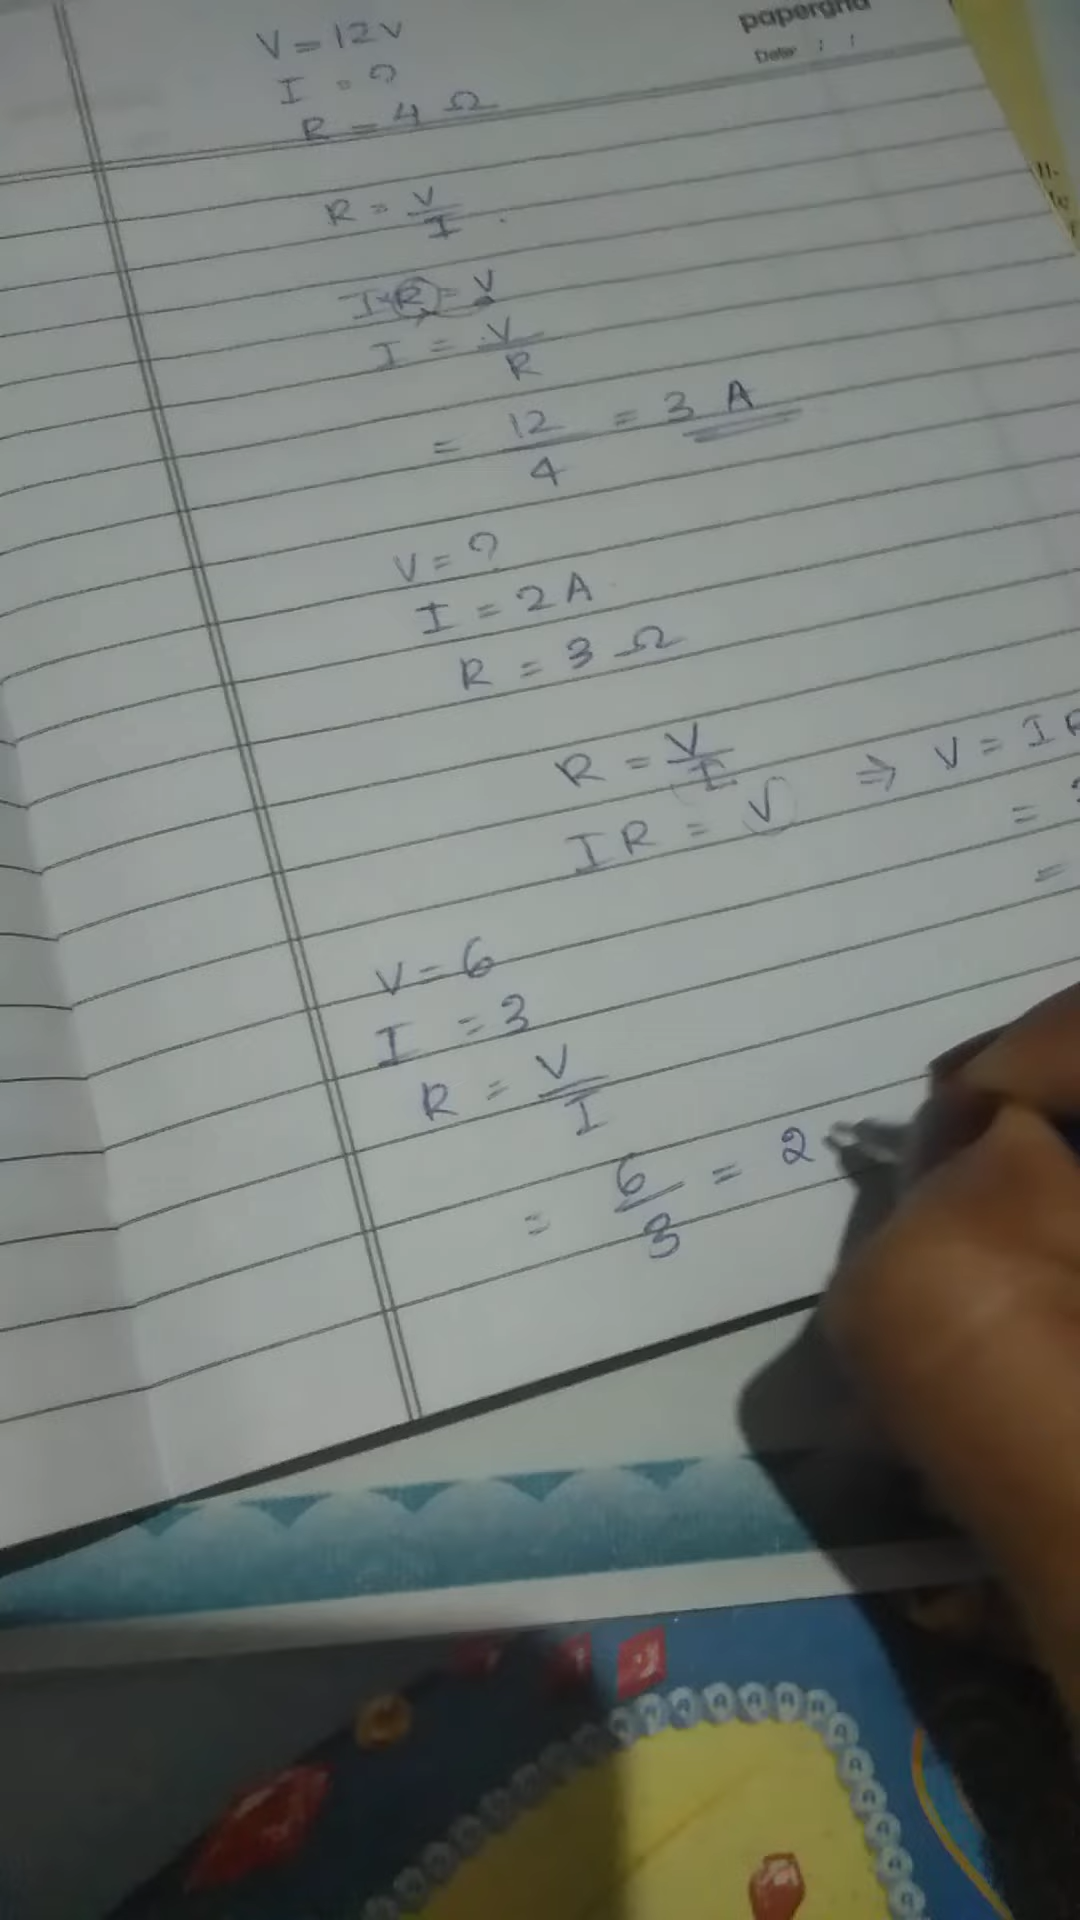 papergrid
Date: / /
V = 12V
I = ?
R = 4 Ω
R = V/I
I×R = V
I = V/R
= 12/4 = 3 A
V = ?
I = 2 A
R = 3 Ω
R = V/I
IR = V ⇒ V = I R
=
=
V = 6
I = 3
R = V/I
= 6/3 = 2